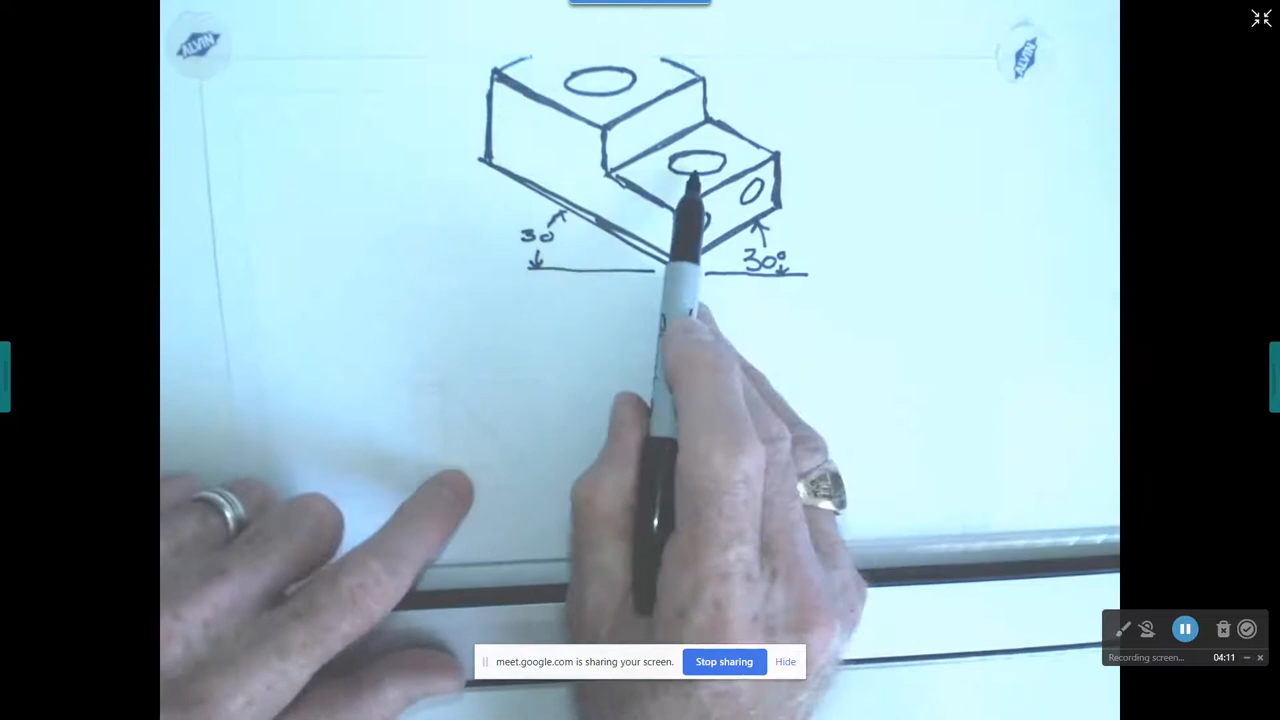 ALVIN
ALVIN
30
30°
meet.google.com is sharing your screen.
Stop sharing
Hide
Recording screen...
04:11